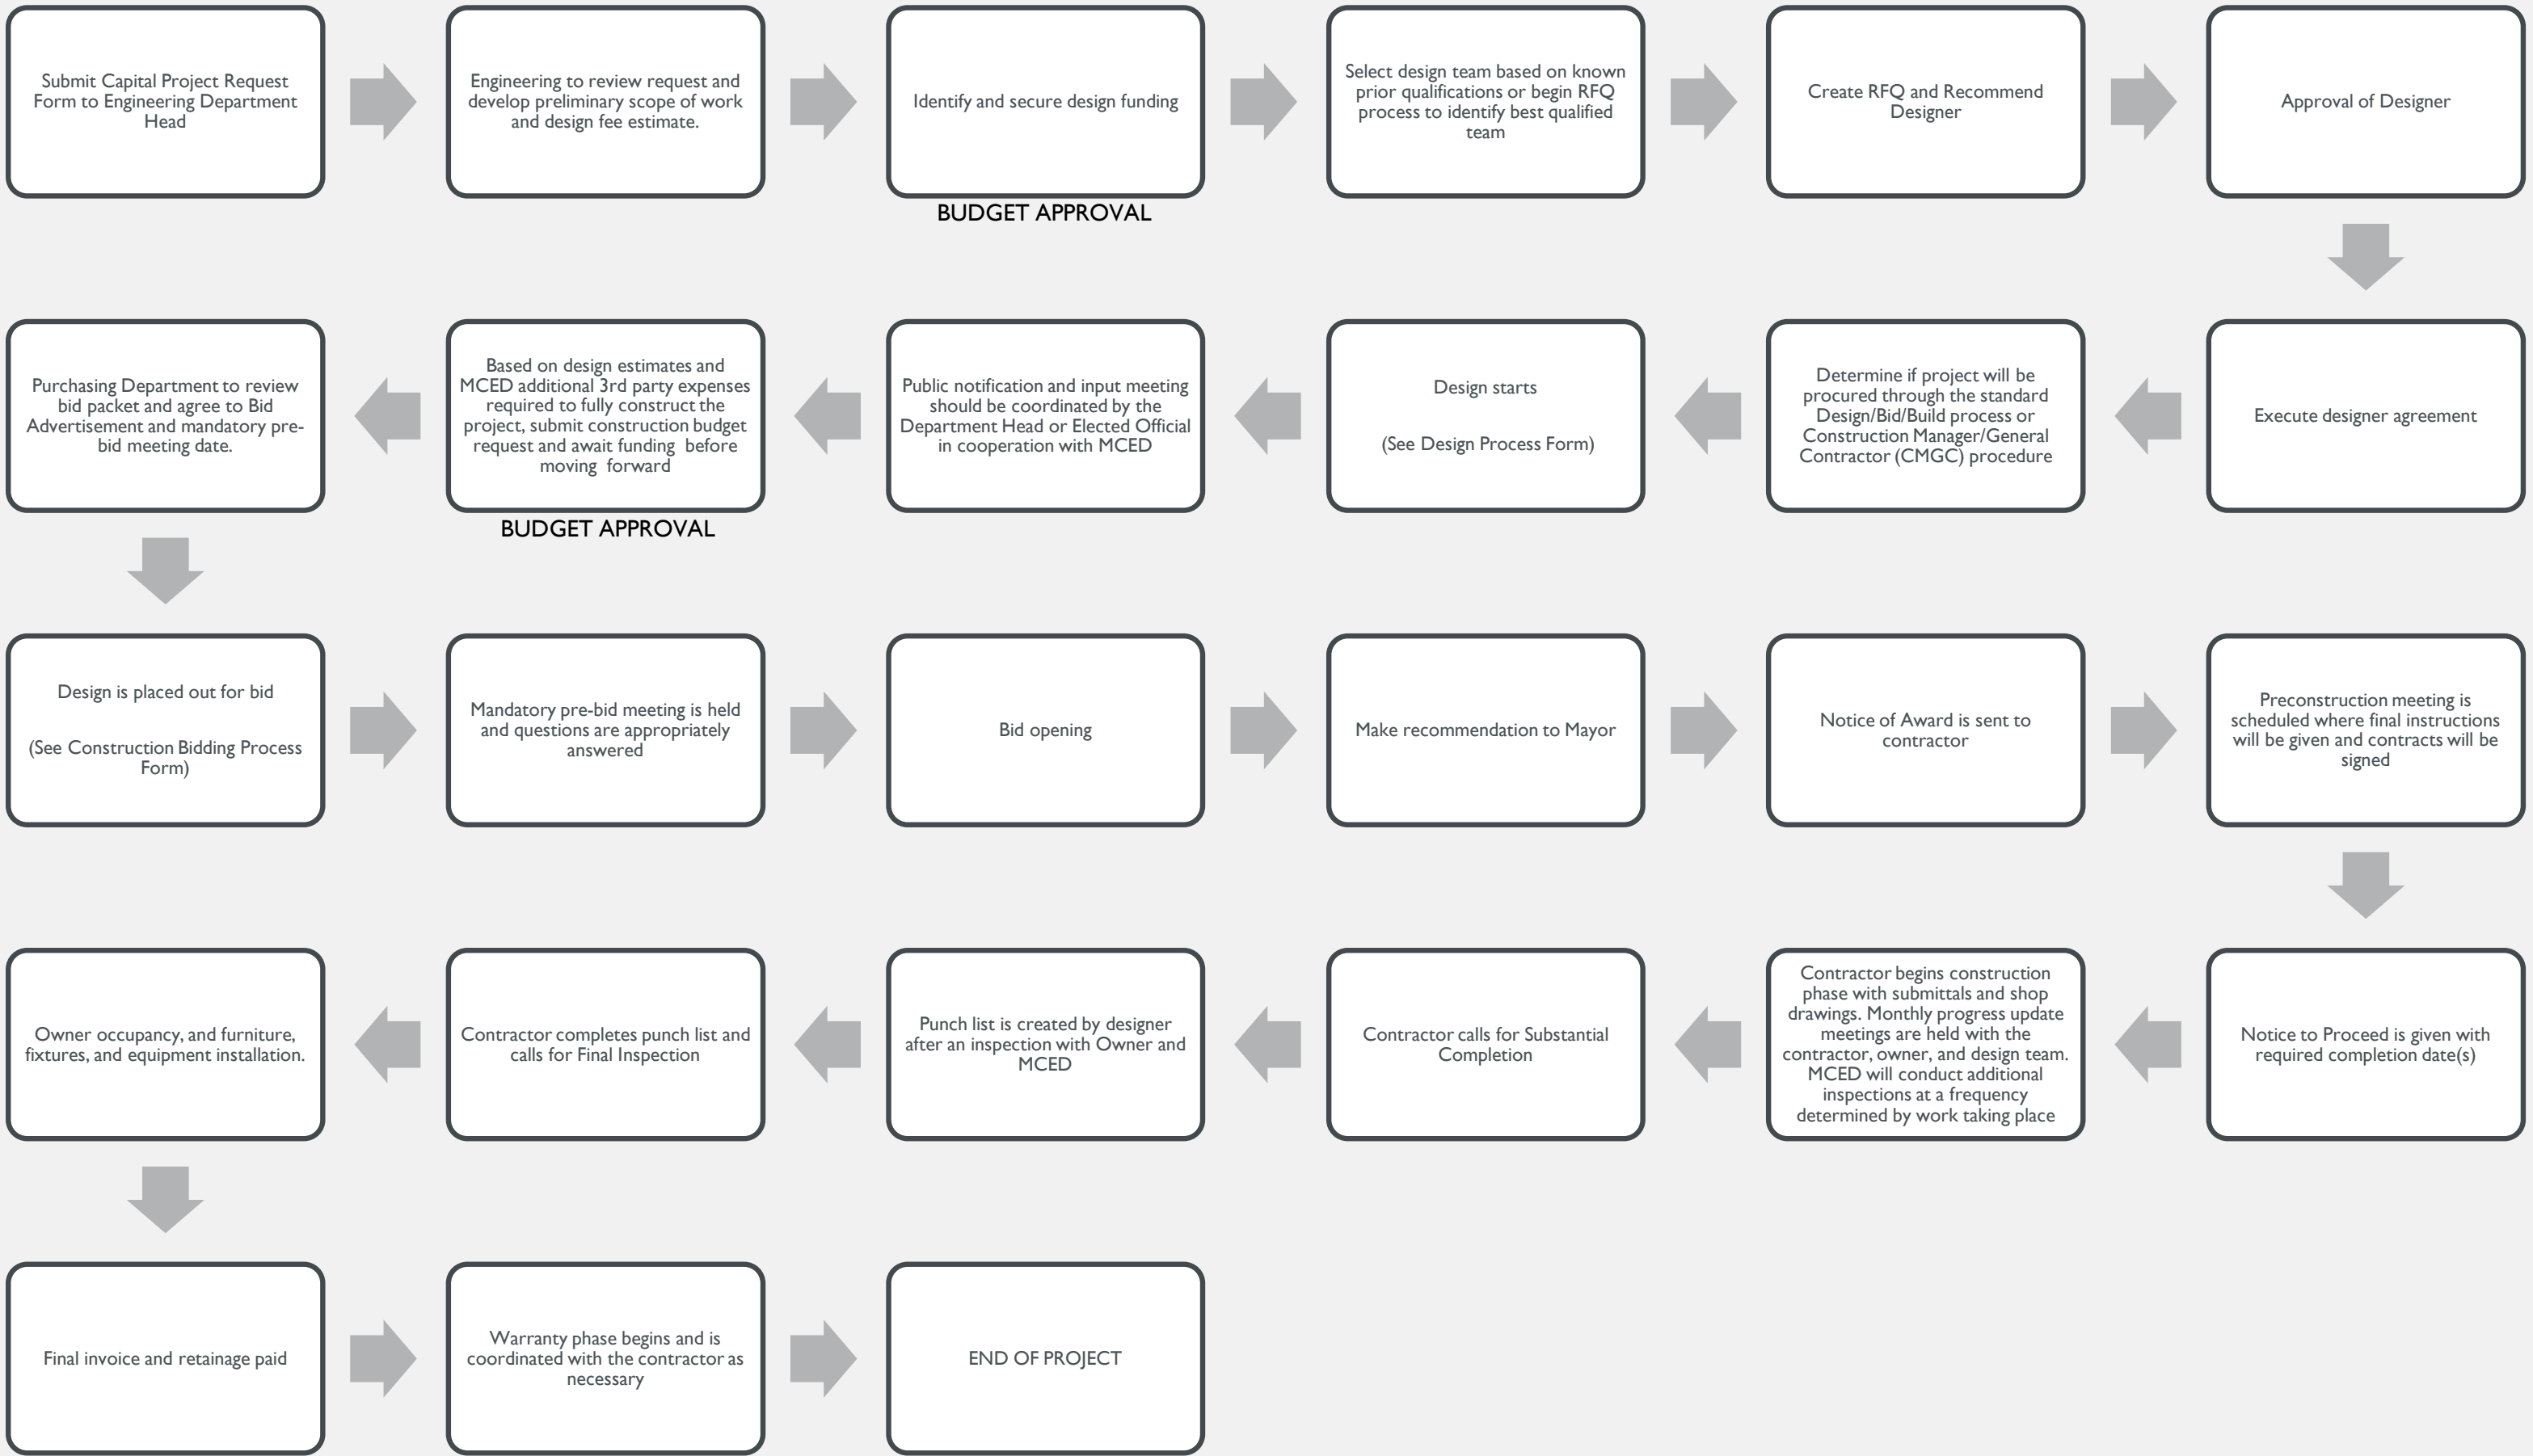 Submit Capital Project Request
Form to Engineering Department
Head
Engineering to review request and
develop preliminary scope of work
and design fee estimate.
Identify and secure design funding
BUDGET APPROVAL
Select design team based on known
prior qualifications or begin RFQ
process to identify best qualified
team
Create RFQ and Recommend
Designer
Approval of Designer
Execute designer agreement
Determine if project will be
procured through the standard
Design/Bid/Build process or
Construction Manager/General
Contractor (CMGC) procedure
Design starts
(See Design Process Form)
Public notification and input meeting
should be coordinated by the
Department Head or Elected Official
in cooperation with MCED
Based on design estimates and
MCED additional 3rd party expenses
required to fully construct the
project, submit construction budget
request and await funding before
moving forward
BUDGET APPROVAL
Purchasing Department to review
bid packet and agree to Bid
Advertisement and mandatory pre-
bid meeting date.
Design is placed out for bid
(See Construction Bidding Process
Form)
Mandatory pre-bid meeting is held
and questions are appropriately
answered
Bid opening
Make recommendation to Mayor
Notice of Award is sent to
contractor
Preconstruction meeting is
scheduled where final instructions
will be given and contracts will be
signed
Notice to Proceed is given with
required completion date(s)
Contractor begins construction
phase with submittals and shop
drawings. Monthly progress update
meetings are held with the
contractor, owner, and design team.
MCED will conduct additional
inspections at a frequency
determined by work taking place
Contractor calls for Substantial
Completion
Punch list is created by designer
after an inspection with Owner and
MCED
Contractor completes punch list and
calls for Final Inspection
Owner occupancy, and furniture,
fixtures, and equipment installation.
Final invoice and retainage paid
Warranty phase begins and is
coordinated with the contractor as
necessary
END OF PROJECT